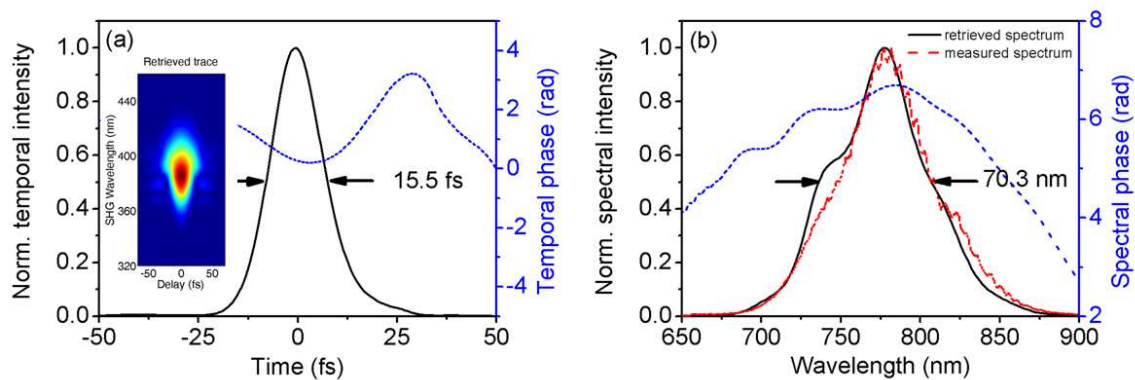 (a)
Retrieved trace
SHG Wavelength (nm)
440
400
360
320
-50 0 50
Delay (fs)
15.5 fs
Norm. temporal intensity
1.0
0.8
0.6
0.4
0.2
0.0
-50 -25 0 25 50
Time (fs)
4
2
0
-2
-4
Temporal phase (rad)
(b)
retrieved spectrum
measured spectrum
70.3 nm
Norm. spectral intensity
1.0
0.8
0.6
0.4
0.2
0.0
650 700 750 800 850 900
Wavelength (nm)
8
6
4
2
Spectral phase (rad)